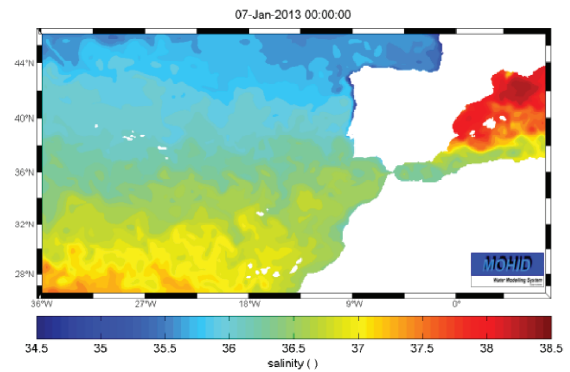 07-Jan-2013 00:00:00
44°N
40°N
36°N
32°N
28°N
36°W 27°W 18°W 9°W 0°
MOHID
Water Modelling System
34.5 35 35.5 36 36.5 37 37.5 38 38.5
salinity ( )